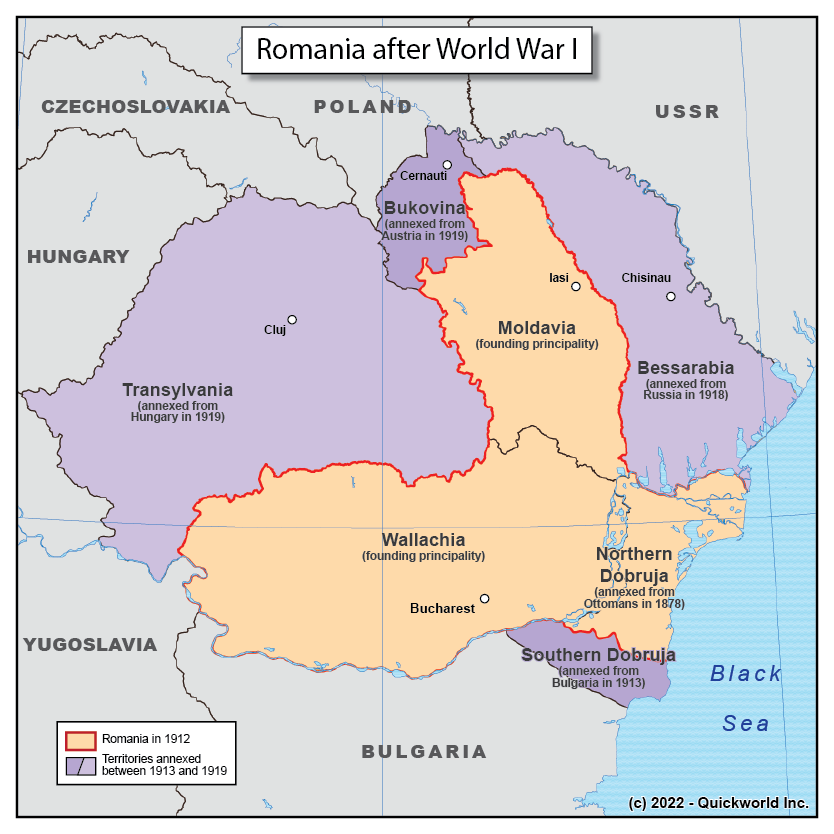 Romania after World War I
CZECHOSLOVAKIA
POLAND
USSR
Cernauti
Bukovina
(annexed from
Austria in 1919)
HUNGARY
Iasi
Chisinau
Cluj
Moldavia
(founding principality)
Bessarabia
(annexed from
Russia in 1918)
Transylvania
(annexed from
Hungary in 1919)
Wallachia
(founding principality)
Northern
Dobruja
(annexed from
Ottomans in 1878)
Bucharest
YUGOSLAVIA
Southern Dobruja
(annexed from
Bulgaria in 1913)
Black
Sea
BULGARIA
Romania in 1912
Territories annexed
between 1913 and 1919
(c) 2022 - Quickworld Inc.